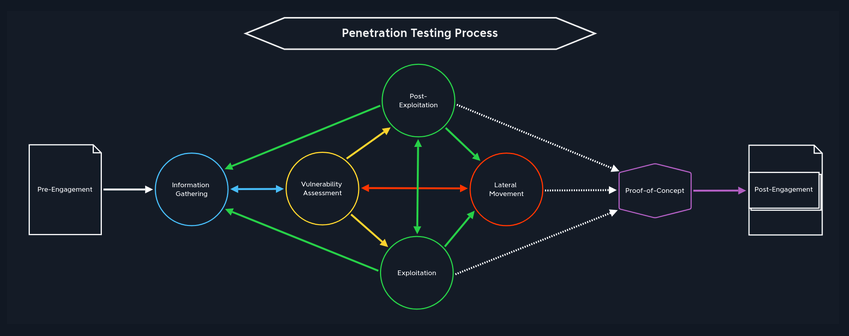 Penetration Testing Process
Post-
Exploitation
Pre-Engagement
Information
Gathering
Vulnerability
Assessment
Lateral
Movement
Proof-of-Concept
Post-Engagement
Exploitation